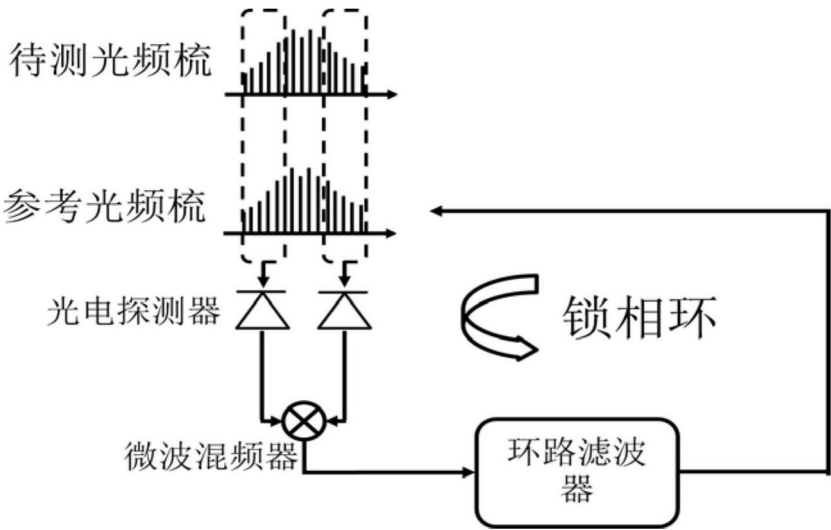 待测光频梳
参考光频梳
光电探测器
锁相环
微波混频器
环路滤波
器